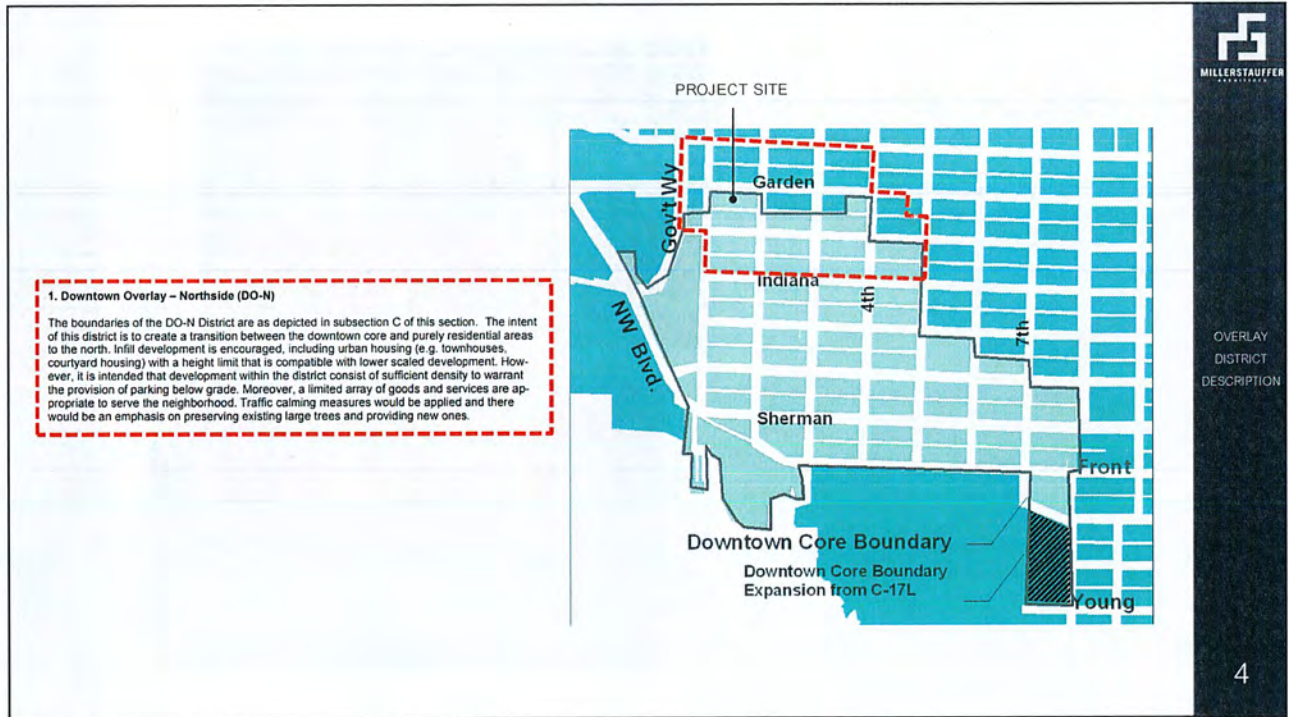 MILLERSTAUFFER
ARCHITECTS
PROJECT SITE
Garden
Gov't Wy
Indiana
4th
NW Blvd.
7th
Sherman
Front
Downtown Core Boundary
Downtown Core Boundary
Expansion from C-17L
Young
1. Downtown Overlay – Northside (DO-N)
The boundaries of the DO-N District are as depicted in subsection C of this section. The intent
of this district is to create a transition between the downtown core and purely residential areas
to the north. Infill development is encouraged, including urban housing (e.g. townhouses,
courtyard housing) with a height limit that is compatible with lower scaled development. How-
ever, it is intended that development within the district consist of sufficient density to warrant
the provision of parking below grade. Moreover, a limited array of goods and services are ap-
propriate to serve the neighborhood. Traffic calming measures would be applied and there
would be an emphasis on preserving existing large trees and providing new ones.
OVERLAY
DISTRICT
DESCRIPTION
4